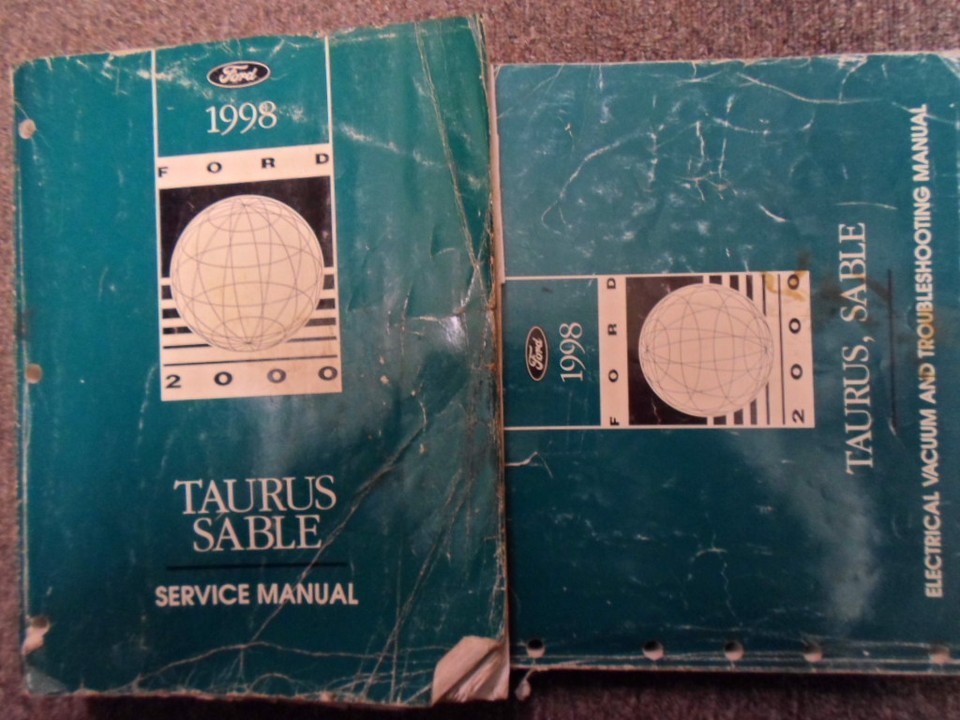 Ford
1998
FORD
2000
TAURUS
SABLE
SERVICE MANUAL
Ford
1998
FORD
2000
TAURUS, SABLE
ELECTRICAL VACUUM AND TROUBLESHOOTING MANUAL